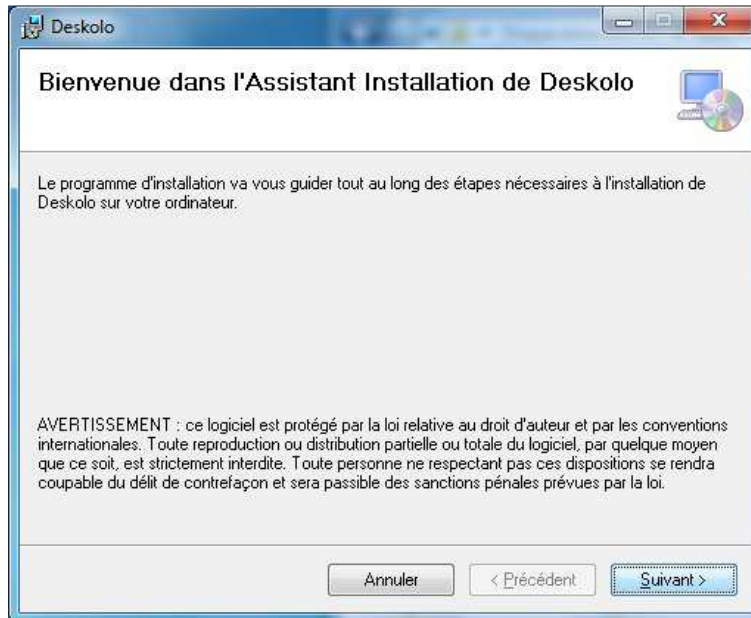 Deskolo
Bienvenue dans l'Assistant Installation de Deskolo
Le programme d'installation va vous guider tout au long des étapes nécessaires à l'installation de
Deskolo sur votre ordinateur.
AVERTISSEMENT : ce logiciel est protégé par la loi relative au droit d'auteur et par les conventions
internationales. Toute reproduction ou distribution partielle ou totale du logiciel, par quelque moyen
que ce soit, est strictement interdite. Toute personne ne respectant pas ces dispositions se rendra
coupable du délit de contrefaçon et sera passible des sanctions pénales prévues par la loi.
Annuler < Précédent Suivant >